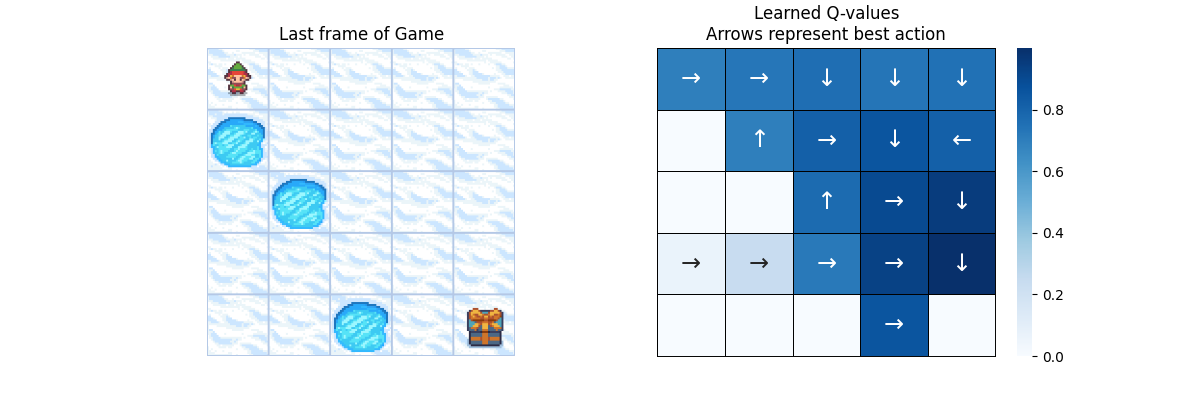 Last frame of Game
Learned Q-values
Arrows represent best action
→ → ↓ ↓ ↓
↑ → ↓ ←
↑ → ↓
→ → → → ↓
→
0.8
0.6
0.4
0.2
0.0